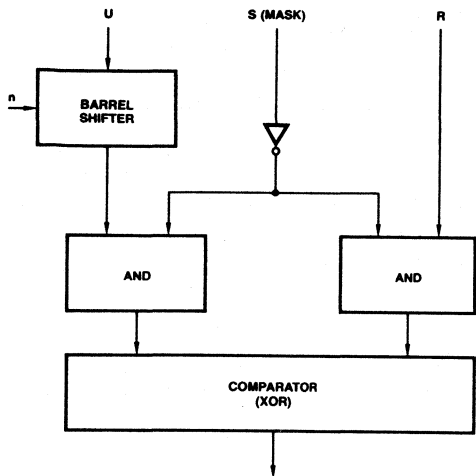 U
S (MASK)
R
n
BARREL
SHIFTER
AND
AND
COMPARATOR
(XOR)